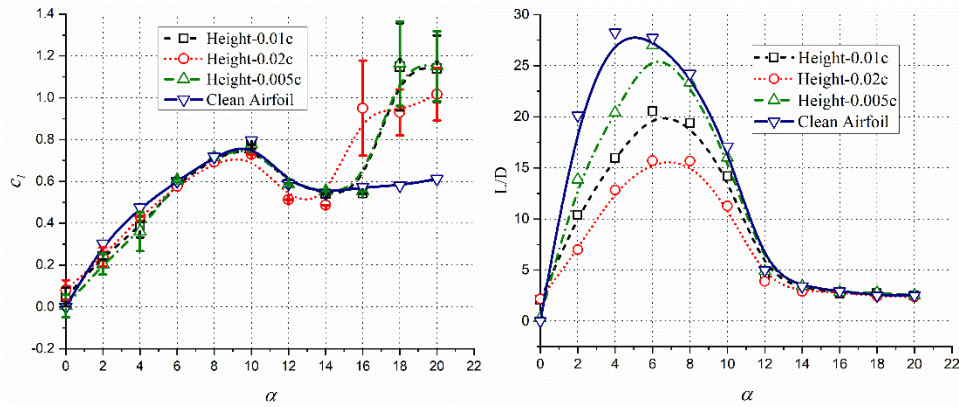 1.4
1.2
1.0
0.8
0.6
0.4
0.2
0.0
-0.2
c_l
Height-0.01c
Height-0.02c
Height-0.005c
Clean Airfoil
0 2 4 6 8 10 12 14 16 18 20 22
α
30
25
20
15
10
5
0
L/D
Height-0.01c
Height-0.02c
Height-0.005c
Clean Airfoil
0 2 4 6 8 10 12 14 16 18 20 22
α